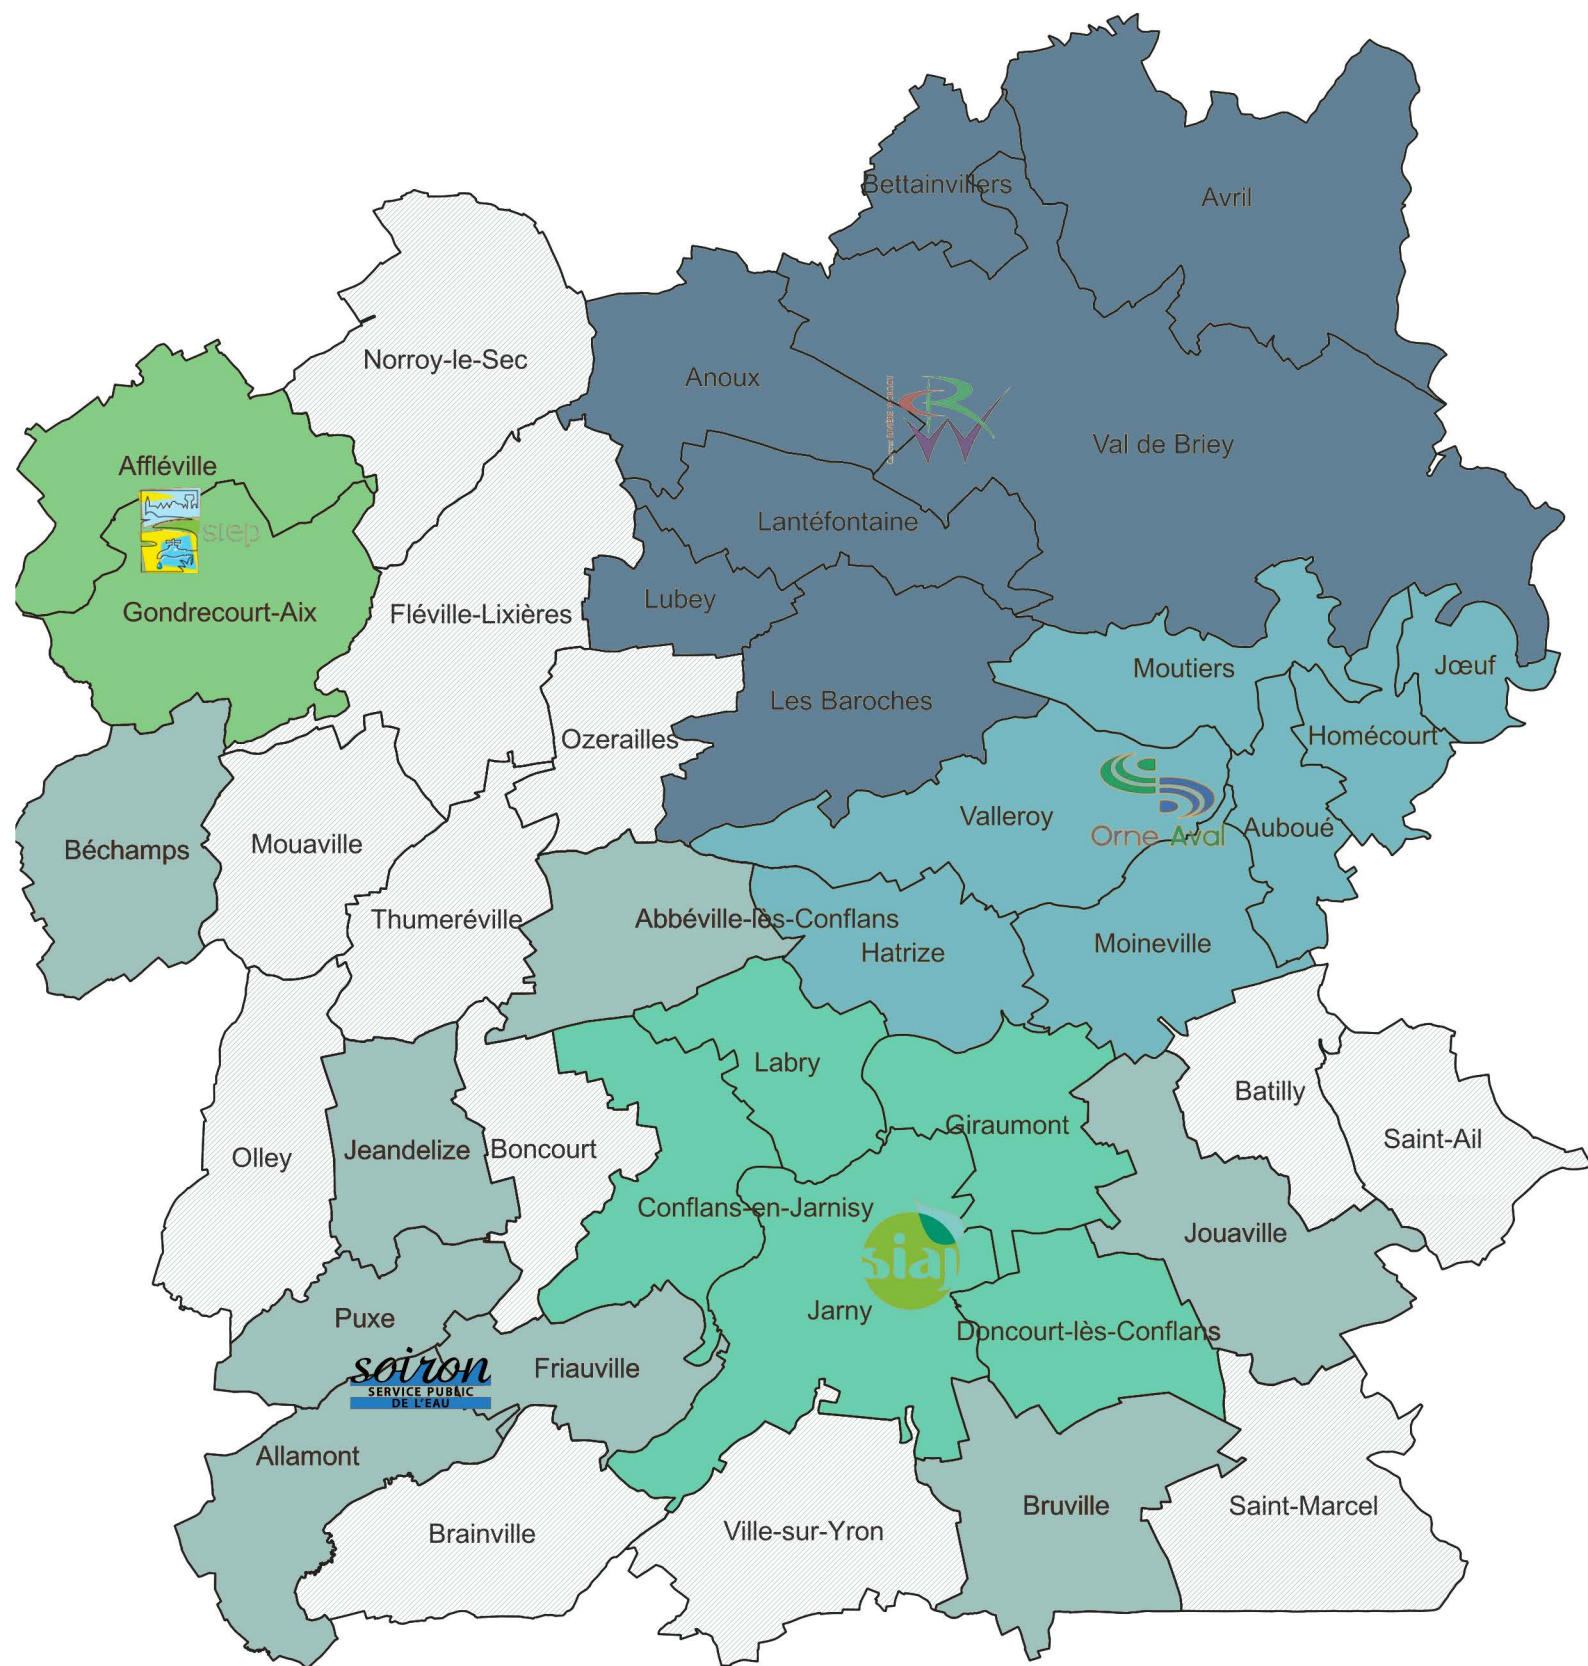 Bettainvillers
Avril
Norroy-le-Sec
Anoux
Val de Briey
Affléville
Lantéfontaine
siep
Gondrecourt-Aix
Fléville-Lixières
Lubey
Moutiers
Jœuf
Les Baroches
Ozerailles
Homécourt
Béchamps
Mouaville
Valleroy
Orne Aval
Auboué
Thumeréville
Abbéville-lès-Conflans
Hatrize
Moineville
Labry
Batilly
Giraumont
Saint-Ail
Olley
Jeandelize
Boncourt
Conflans-en-Jarnisy
Jouaville
siaj
Jarny
Puxe
Doncourt-lès-Conflans
soiron
SERVICE PUBLIC
DE L'EAU
Friauville
Allamont
Bruville
Saint-Marcel
Brainville
Ville-sur-Yron